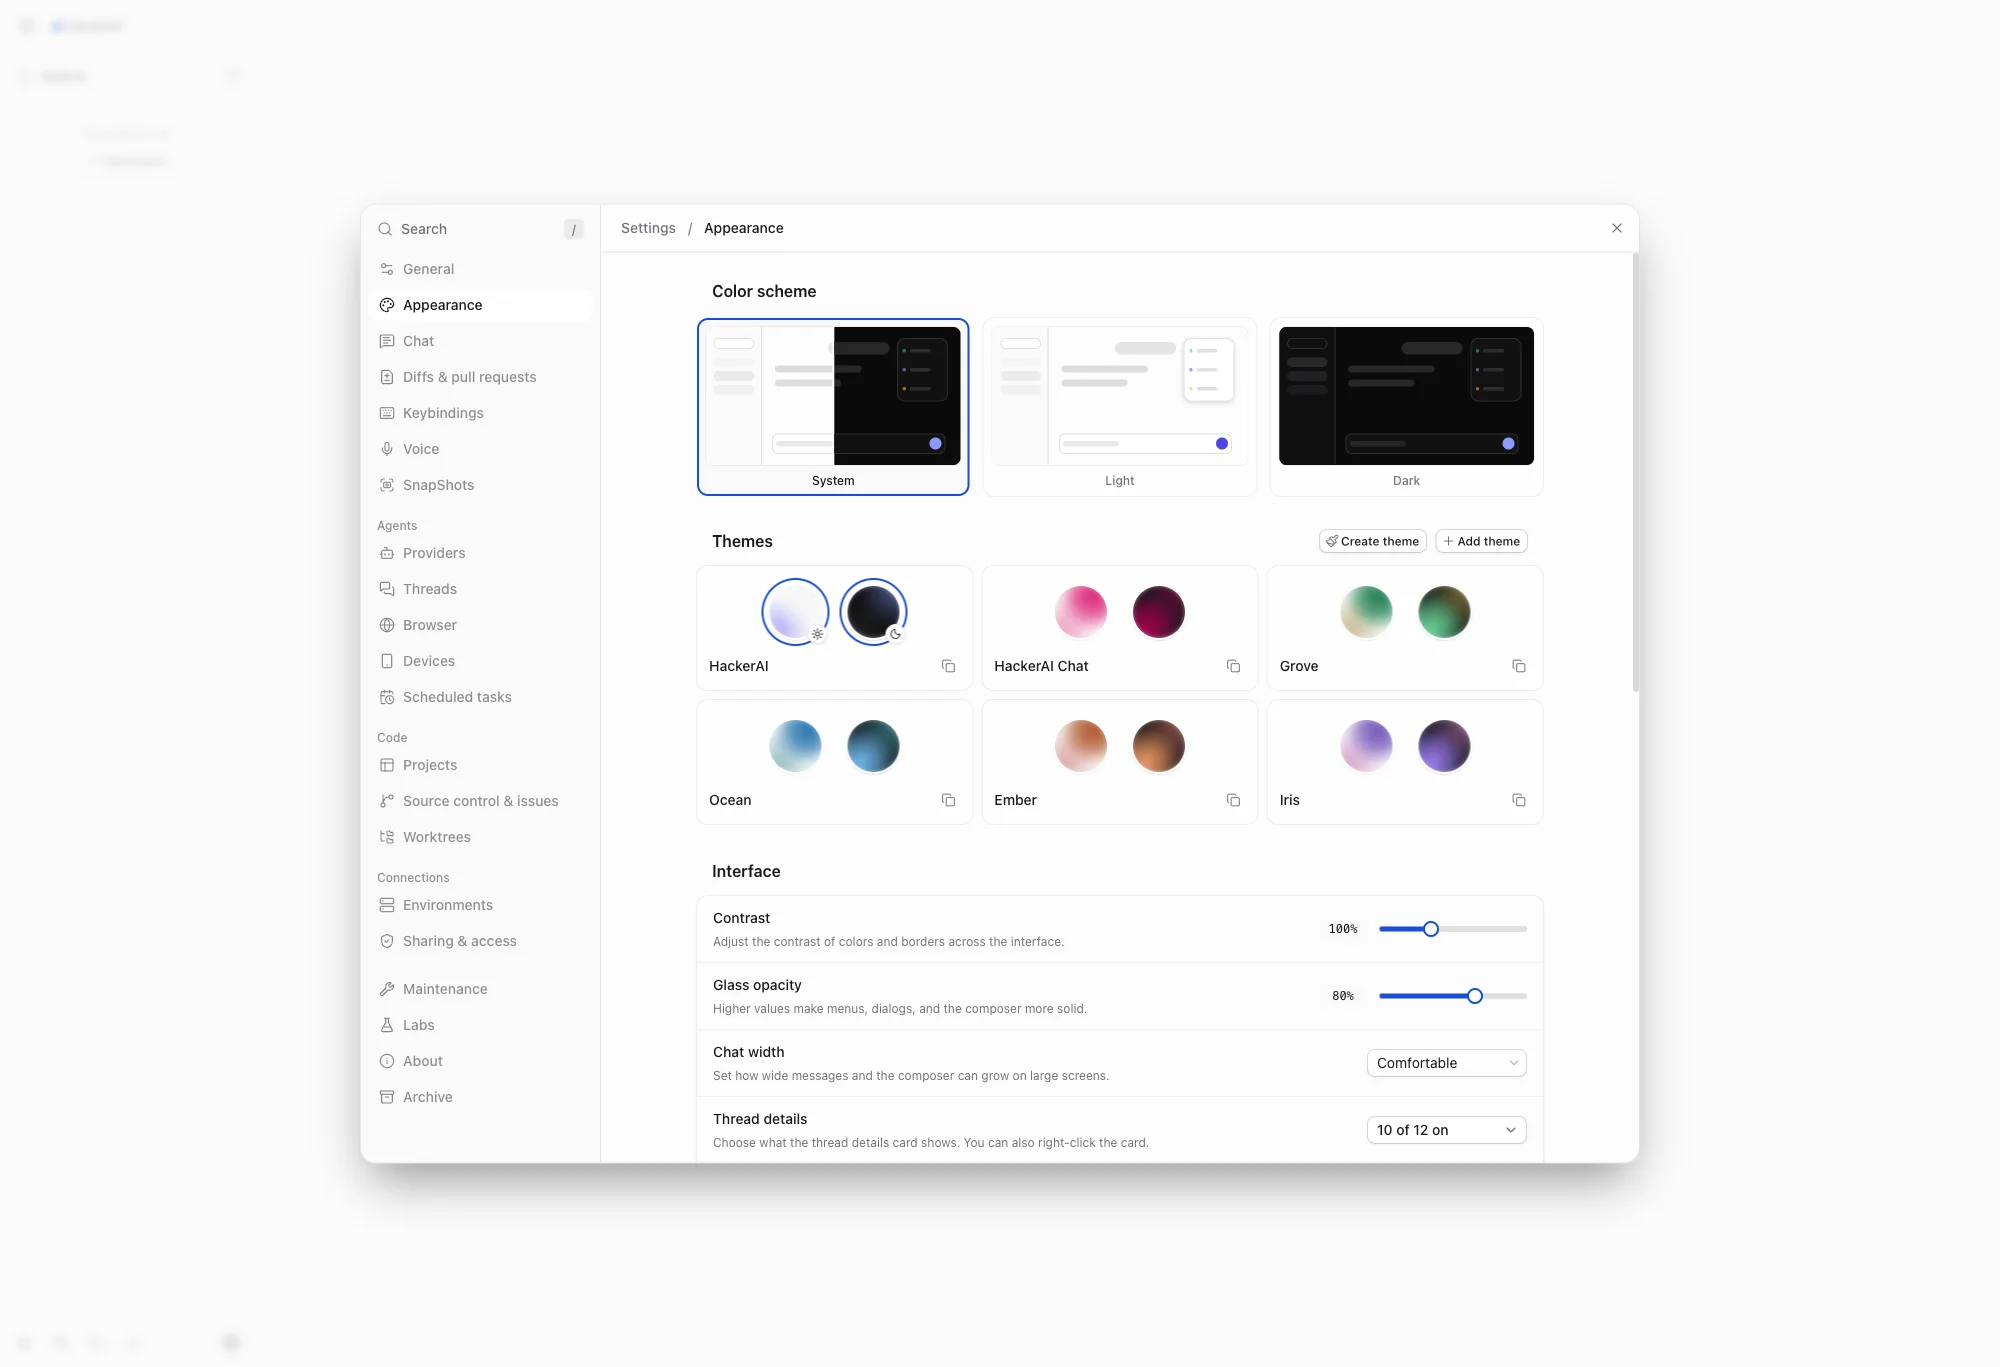 Search
/
General
Appearance
Chat
Diffs & pull requests
Keybindings
Voice
SnapShots
Agents
Providers
Threads
Browser
Devices
Scheduled tasks
Code
Projects
Source control & issues
Worktrees
Connections
Environments
Sharing & access
Maintenance
Labs
About
Archive
Settings / Appearance
Color scheme
System
Light
Dark
Themes
Create theme
Add theme
HackerAI
HackerAI Chat
Grove
Ocean
Ember
Iris
Interface
Contrast
Adjust the contrast of colors and borders across the interface.
100%
Glass opacity
Higher values make menus, dialogs, and the composer more solid.
80%
Chat width
Set how wide messages and the composer can grow on large screens.
Comfortable
Thread details
Choose what the thread details card shows. You can also right-click the card.
10 of 12 on